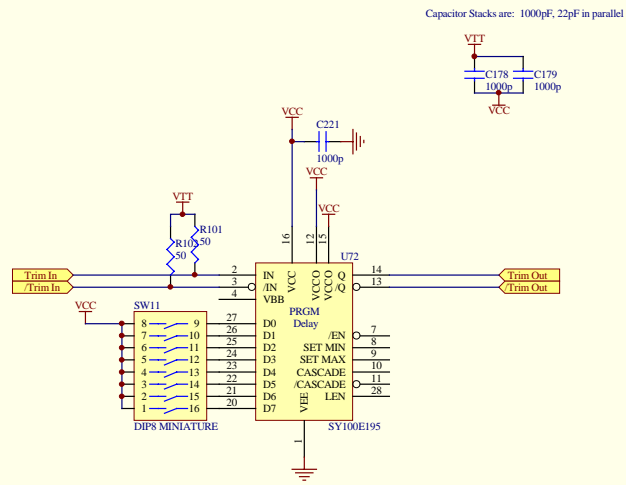 Capacitor Stacks are: 1000pF, 22pF in parallel
VTT
C178
1000p
C179
1000p
VCC
VCC
C221
1000p
VCC
VCC
VTT
R101
50
50
16
12
15
U72
Trim In
/Trim In
2
3
4
IN
/IN
VBB
VCC
VCCO
VCCO
Q
/Q
14
13
Trim Out
/Trim Out
PRGM
Delay
VCC
SW11
8 9
7 10
6 11
5 12
4 13
3 14
2 15
1 16
DIP8 MINIATURE
27 D0
26 D1
25 D2
24 D3
23 D4
22 D5
21 D6
20 D7
/EN 7
SET MIN 8
SET MAX 9
CASCADE 10
/CASCADE 11
LEN 28
VEE
SY100E195
1